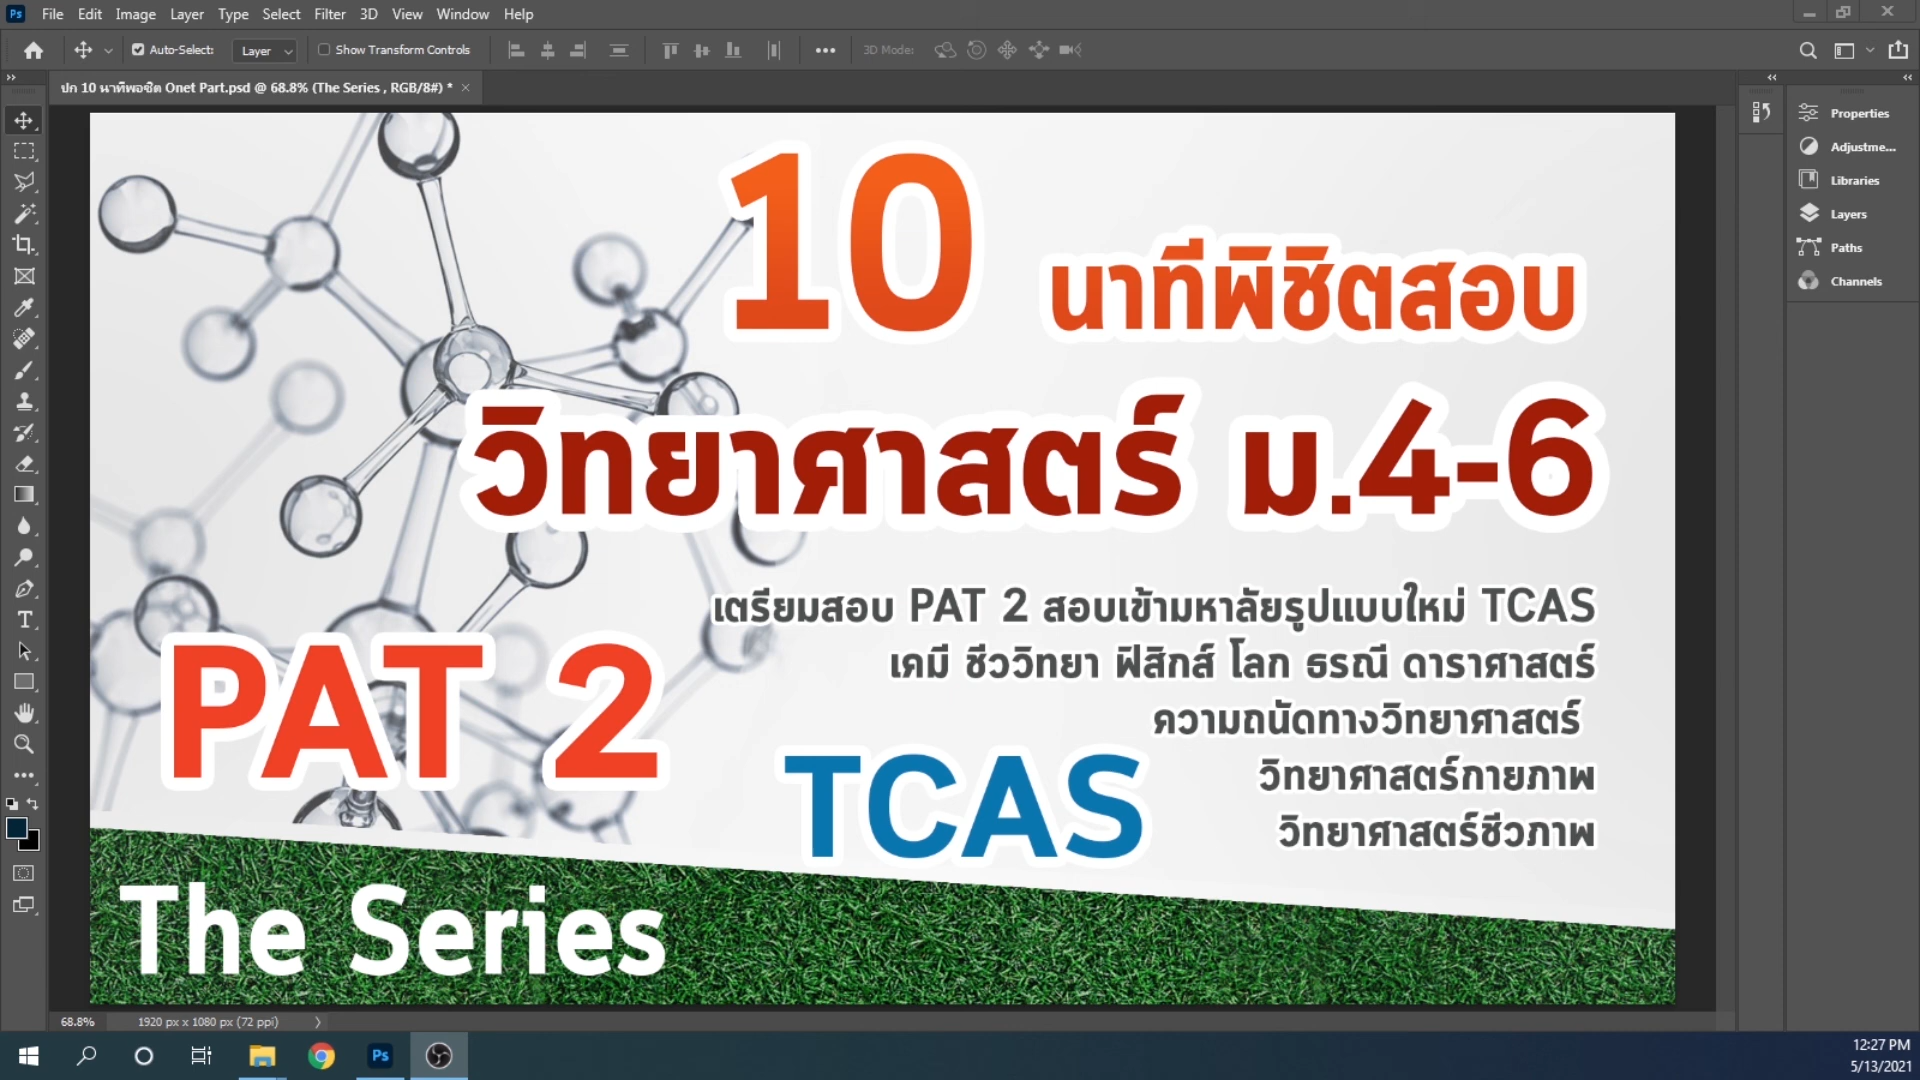 File Edit Image Layer Type Select Filter 3D View Window Help
Auto-Select: Layer Show Transform Controls 3D Mode:
ปก 10 นาทีพอชิต Onet Part.psd @ 68.8% (The Series , RGB/8#) *
Properties
Adjustme...
Libraries
Layers
Paths
Channels
10 นาทีพิชิตสอบ
วิทยาศาสตร์ ม.4-6
เตรียมสอบ PAT 2 สอบเข้ามหาลัยรูปแบบใหม่ TCAS
เคมี ชีววิทยา ฟิสิกส์ โลก ธรณี ดาราศาสตร์
ความถนัดทางวิทยาศาสตร์
วิทยาศาสตร์กายภาพ
วิทยาศาสตร์ชีวภาพ
PAT 2
TCAS
The Series
68.8% 1920 px x 1080 px (72 ppi)
12:27 PM
5/13/2021